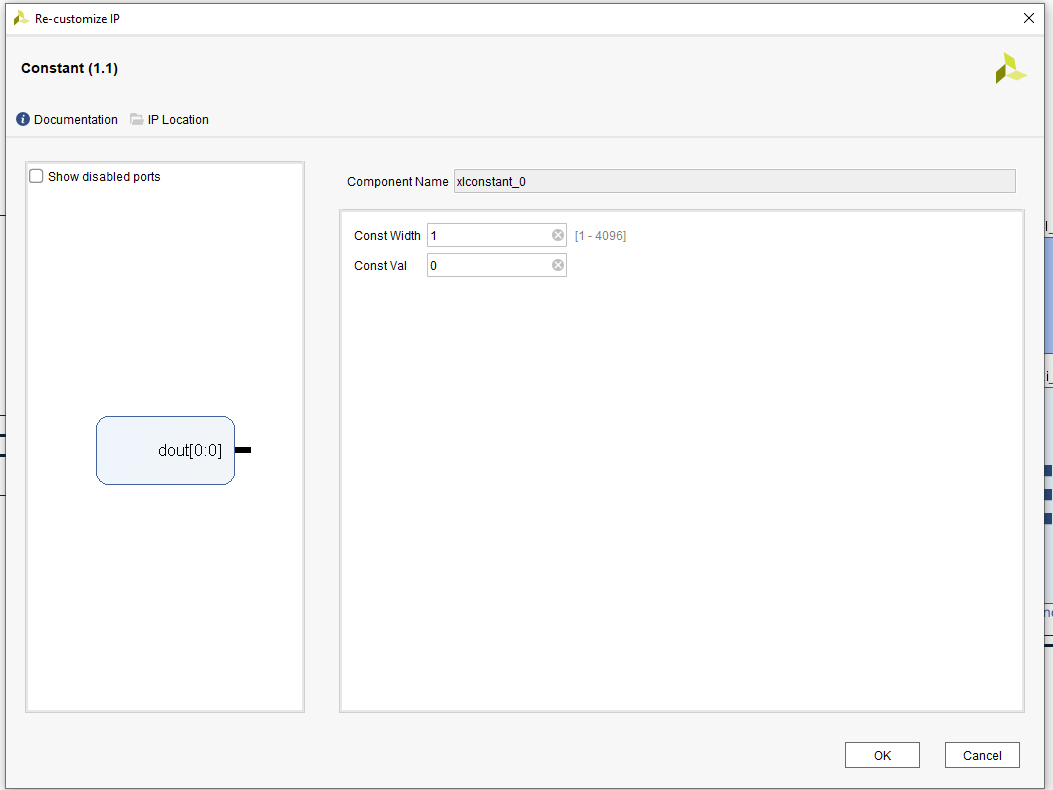 Re-customize IP
Constant (1.1)
Documentation IP Location
Show disabled ports
Component Name xlconstant_0
Const Width 1 [1 - 4096]
Const Val 0
dout[0:0]
OK Cancel